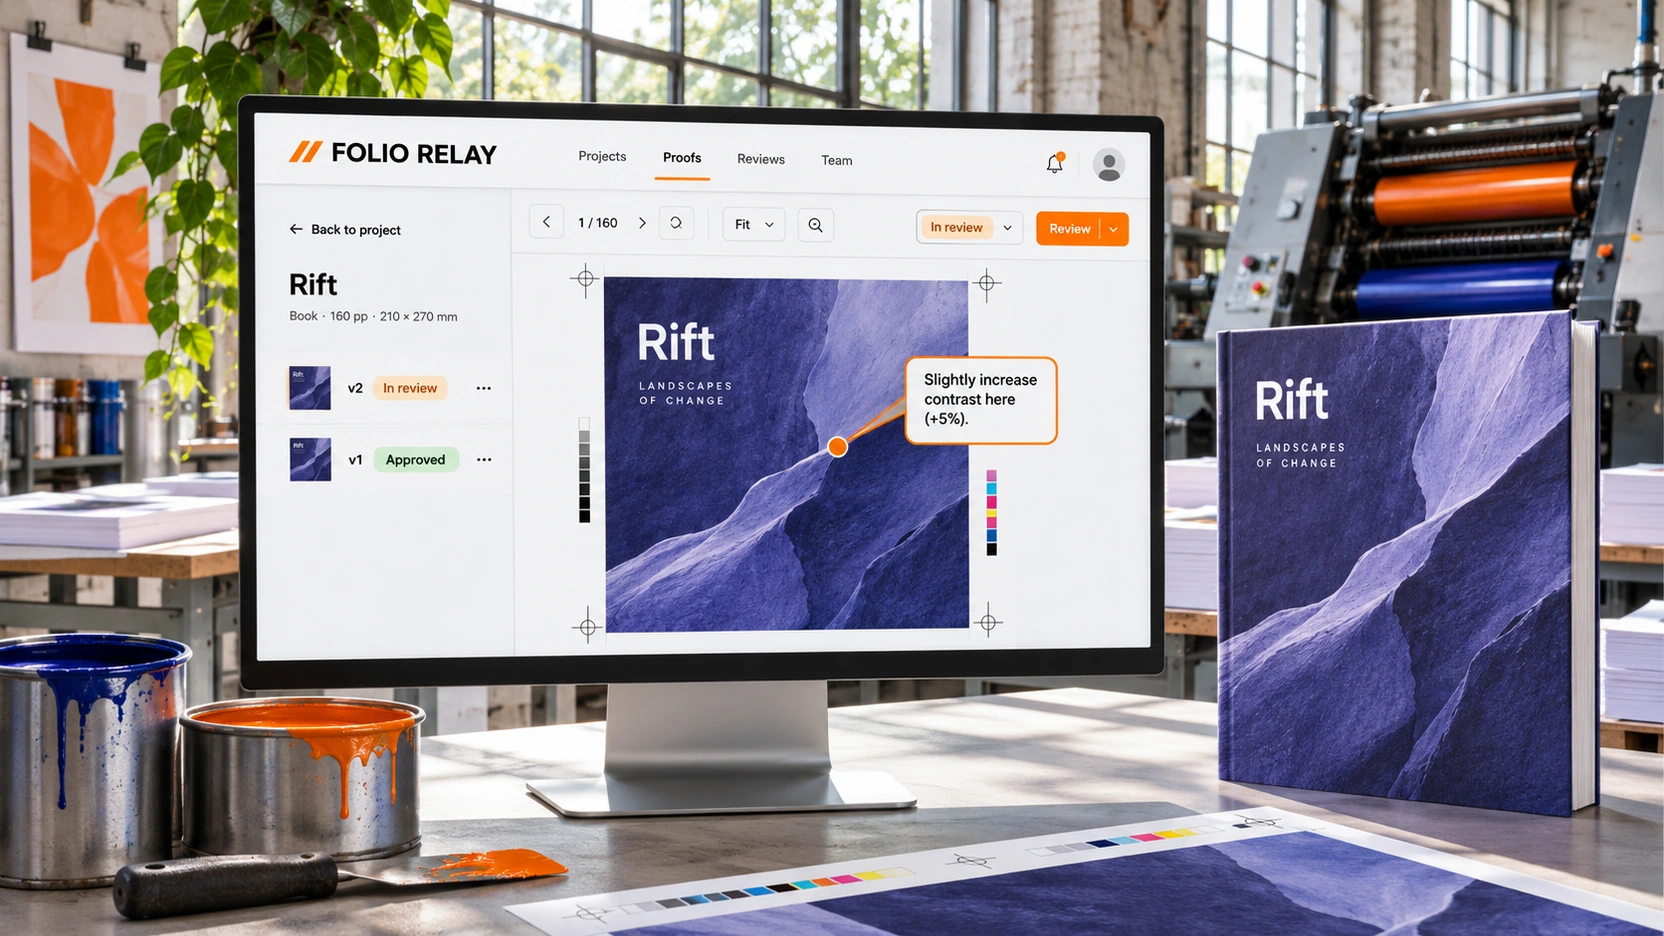 FOLIO RELAY
Projects
Proofs
Reviews
Team
Back to project
Rift
Book · 160 pp · 210 × 270 mm
v2
In review
v1
Approved
1 / 160
Fit
In review
Review
Rift
LANDSCAPES
OF CHANGE
Slightly increase
contrast here
(+5%).
Rift
LANDSCAPES
OF CHANGE